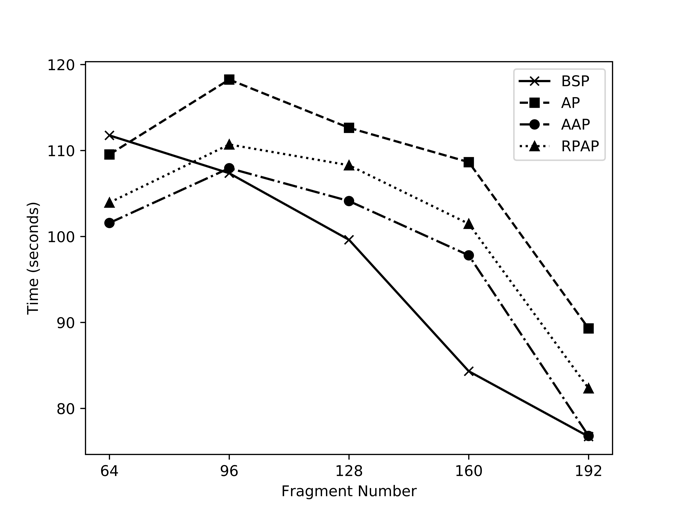 120
110
100
90
80
Time (seconds)
BSP
AP
AAP
RPAP
64 96 128 160 192
Fragment Number